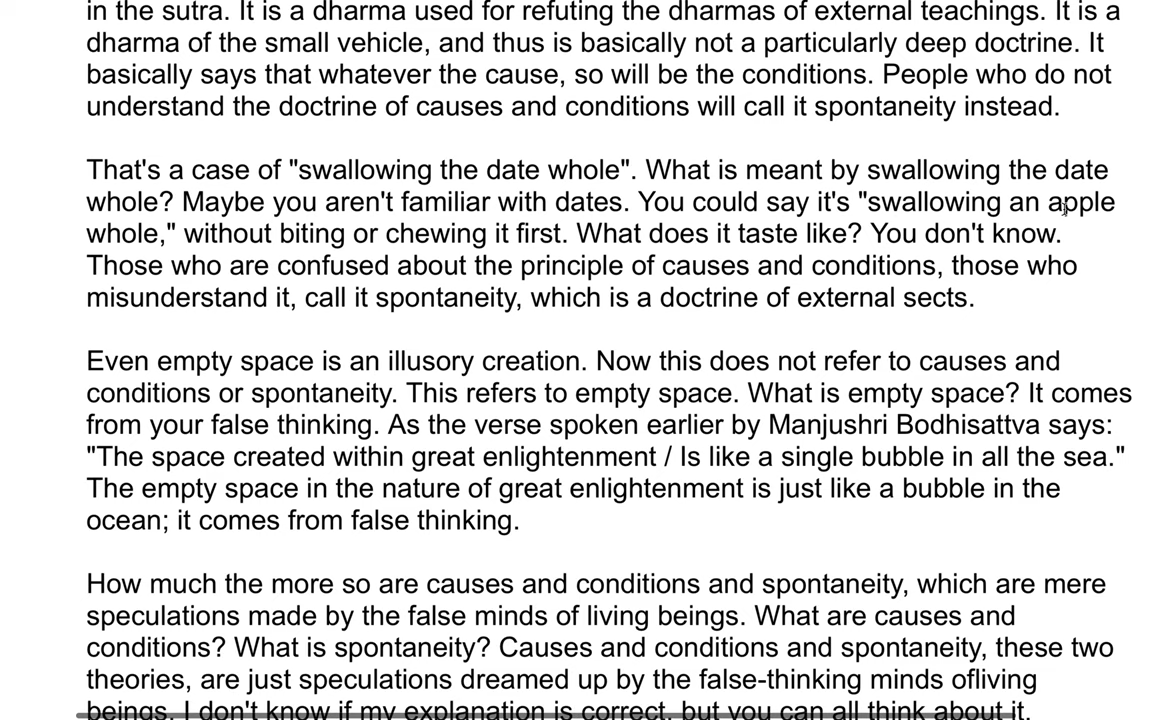 in the sutra. It is a dharma used for refuting the dharmas of external teachings. It is a
dharma of the small vehicle, and thus is basically not a particularly deep doctrine. It
basically says that whatever the cause, so will be the conditions. People who do not
understand the doctrine of causes and conditions will call it spontaneity instead.
That's a case of "swallowing the date whole". What is meant by swallowing the date
whole? Maybe you aren't familiar with dates. You could say it's "swallowing an apple
whole," without biting or chewing it first. What does it taste like? You don't know.
Those who are confused about the principle of causes and conditions, those who
misunderstand it, call it spontaneity, which is a doctrine of external sects.
Even empty space is an illusory creation. Now this does not refer to causes and
conditions or spontaneity. This refers to empty space. What is empty space? It comes
from your false thinking. As the verse spoken earlier by Manjushri Bodhisattva says:
"The space created within great enlightenment / Is like a single bubble in all the sea."
The empty space in the nature of great enlightenment is just like a bubble in the
ocean; it comes from false thinking.
How much the more so are causes and conditions and spontaneity, which are mere
speculations made by the false minds of living beings. What are causes and
conditions? What is spontaneity? Causes and conditions and spontaneity, these two
theories, are just speculations dreamed up by the false-thinking minds ofliving
beings. I don't know if my explanation is correct, but you can all think about it.